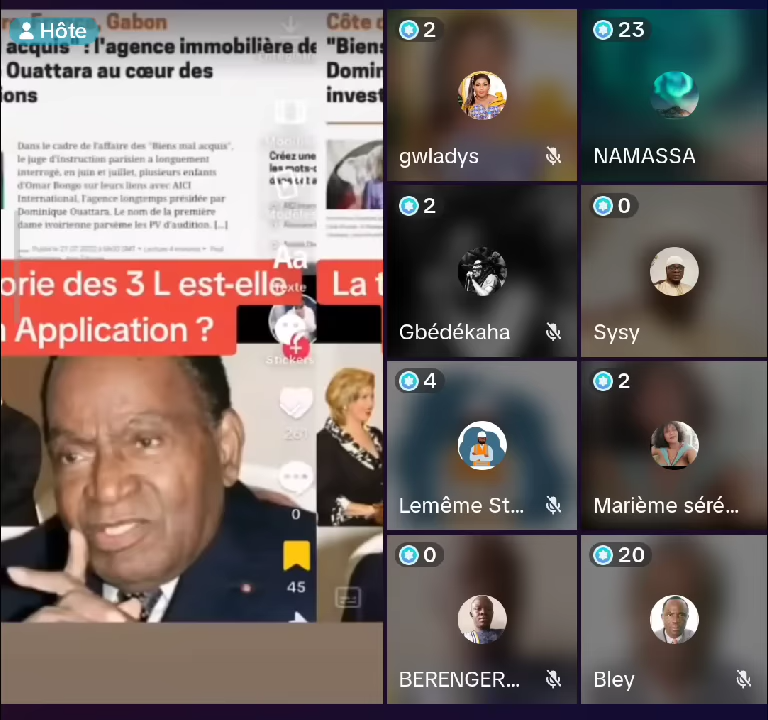 Hôte
Gabon
Côte d
acquis" : l'agence immobilière de
"Biens
Ouattara au cœur des
Domin
ions
invest
Dans le cadre de l'affaire des "Biens mal acquis",
le juge d'instruction parisien a longuement
interrogé, en juin et juillet, plusieurs enfants
d'Omar Bongo sur leurs liens avec AICI
International, l'agence longtemps présidée par
Dominique Ouattara. Le nom de la première
dame ivoirienne parsème les PV d'audition. [...]
Créez une
les mots-c
Aa
orie des 3 L est-elle
La t
Application ?
Stickers
261
0
45
2
gwladys
23
NAMASSA
2
Gbédékaha
0
Sysy
4
Lemême St...
2
Marième séré...
0
BERENGER...
20
Bley